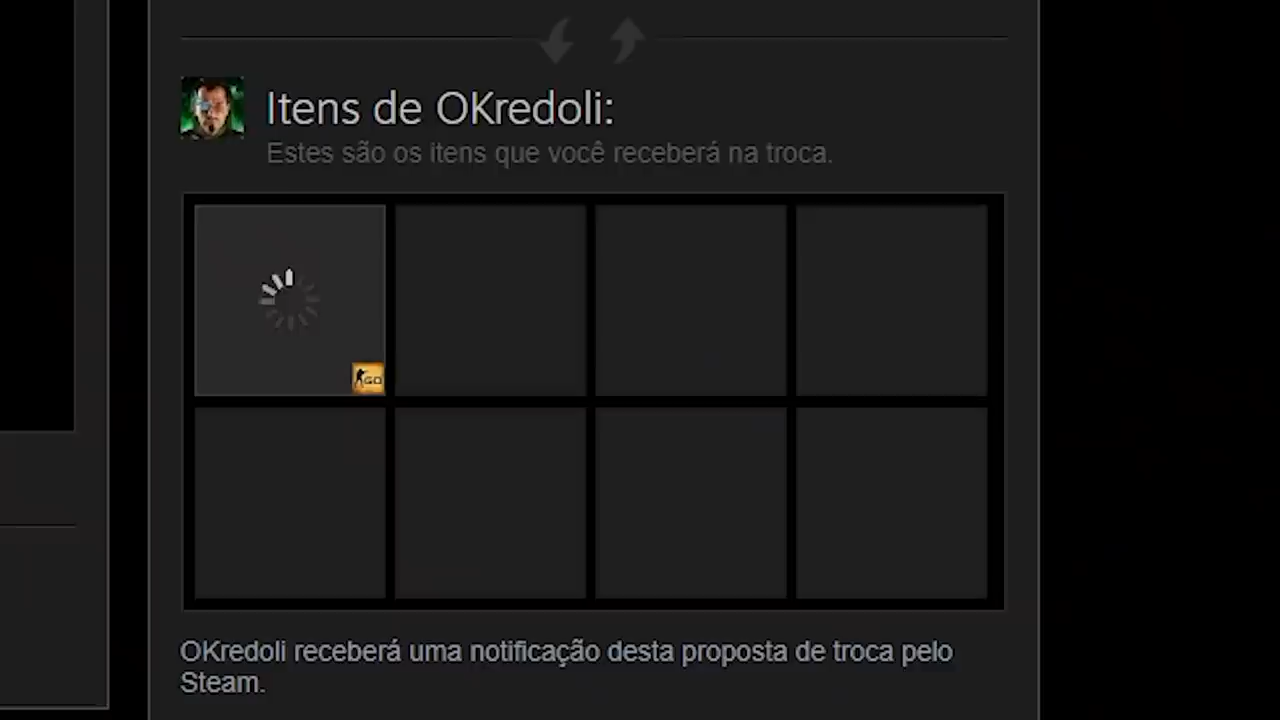 Itens de OKredoli:
Estes são os itens que você receberá na troca.
GO
OKredoli receberá uma notificação desta proposta de troca pelo
Steam.